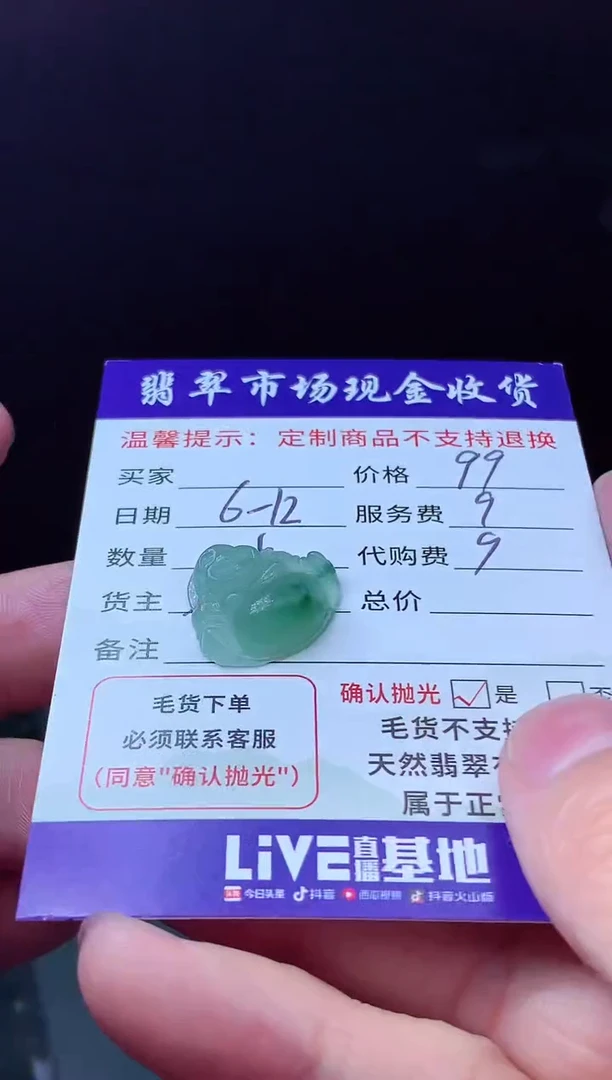 翡翠市场现金收货
温馨提示：定制商品不支持退换
买家 价格 99
日期 6-12 服务费 9
数量 代购费 9
货主 总价
备注
确认抛光 是 否
毛货下单
必须联系客服
(同意"确认抛光")
毛货不支持
天然翡翠
属于正
LiVE直播基地
头条 今日头条 抖音 西瓜视频 抖音火山版